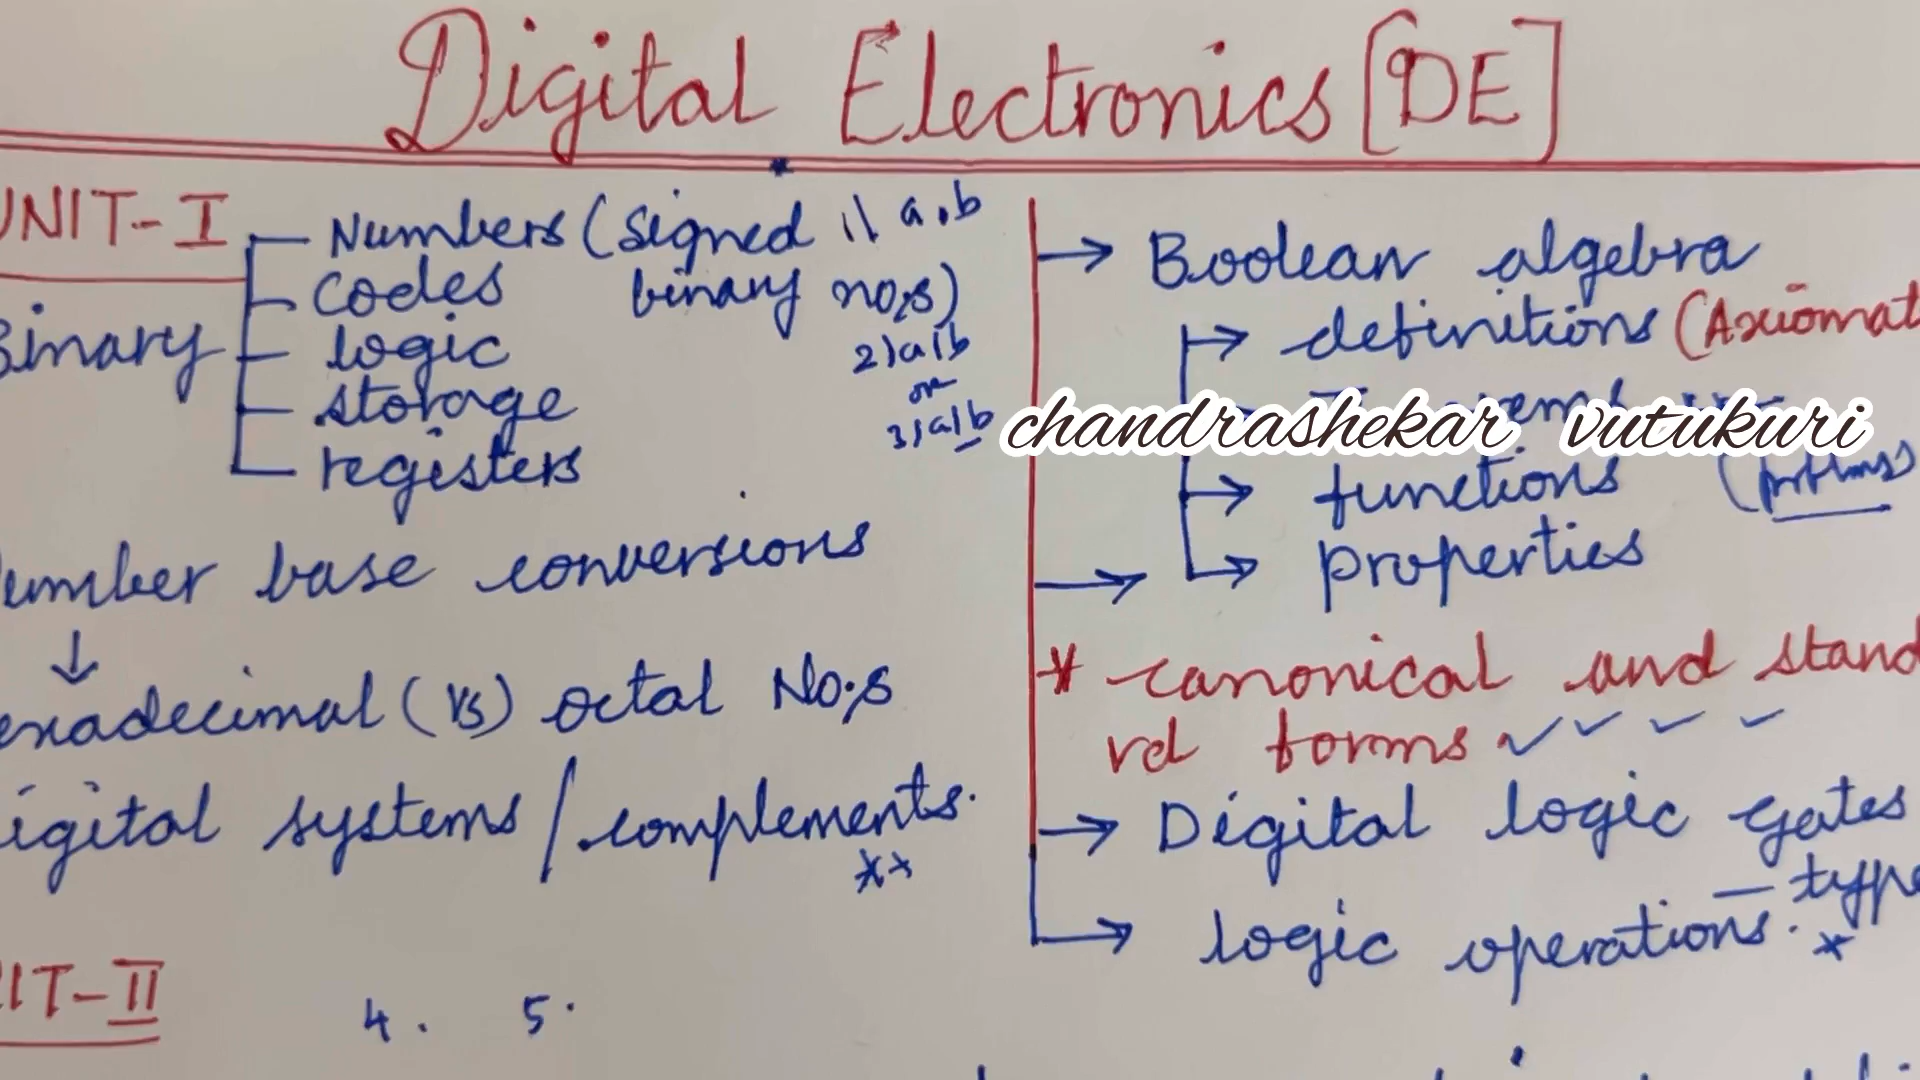 Digital Electronics [DE]
UNIT-I
Numbers (signed 1) a,b
codes binary no,s)
Binary
logic
2) a/b
or
storage
3) a/b
registers
Number base conversions
↓
Hexadecimal (vs) octal No,s
Digital systems / complements.
**
UNIT-II
4. 5.
→ Boolean algebra
→ definitions (Axiomat
chandrashekar vutukuri
→ functions
→ properties
* canonical and stand
rd forms ✓ ✓ ✓ ✓
→ Digital logic gates
– type
→ logic operations. *